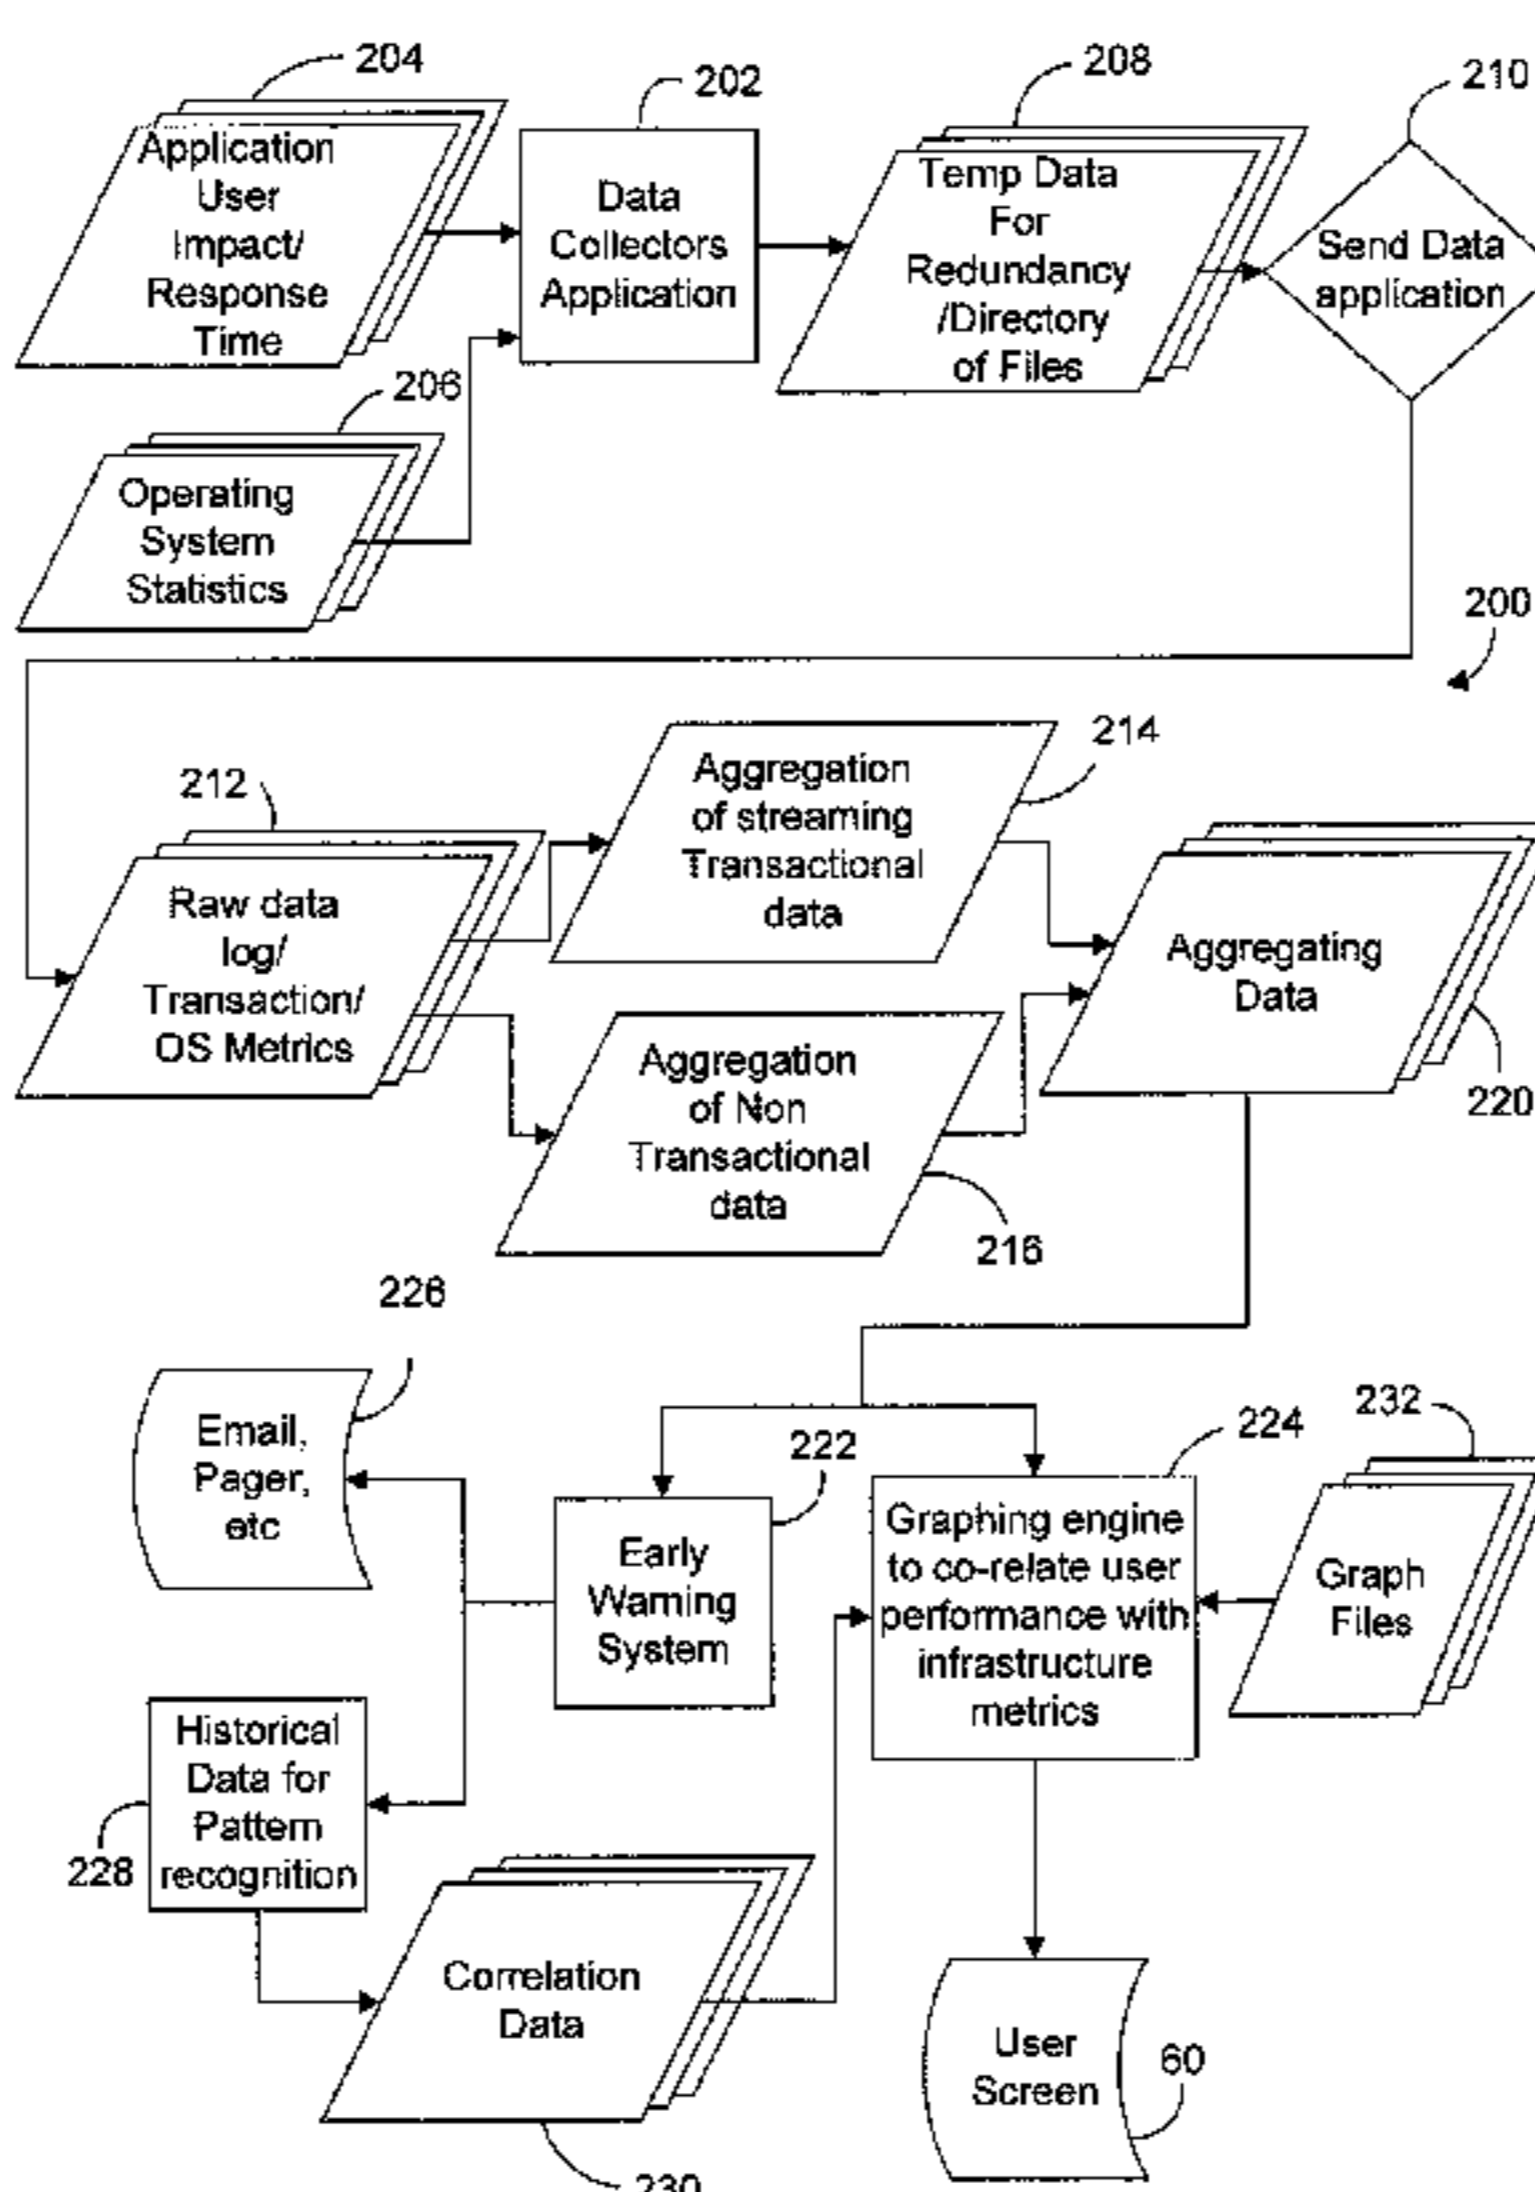 204
202
208
210
Application
User
Impact/
Response
Time
Data
Collectors
Application
Temp Data
For
Redundancy
/Directory
of Files
Send Data
application
206
Operating
System
Statistics
200
212
214
Raw data
log/
Transaction/
OS Metrics
Aggregation
of streaming
Transactional
data
Aggregating
Data
Aggregation
of Non
Transactional
data
220
216
226
Email,
Pager,
etc
222
Early
Warning
System
224
Graphing engine
to co-relate user
performance with
infrastructure
metrics
232
Graph
Files
Historical
Data for
Pattern
recognition
228
Correlation
Data
230
User
Screen
60